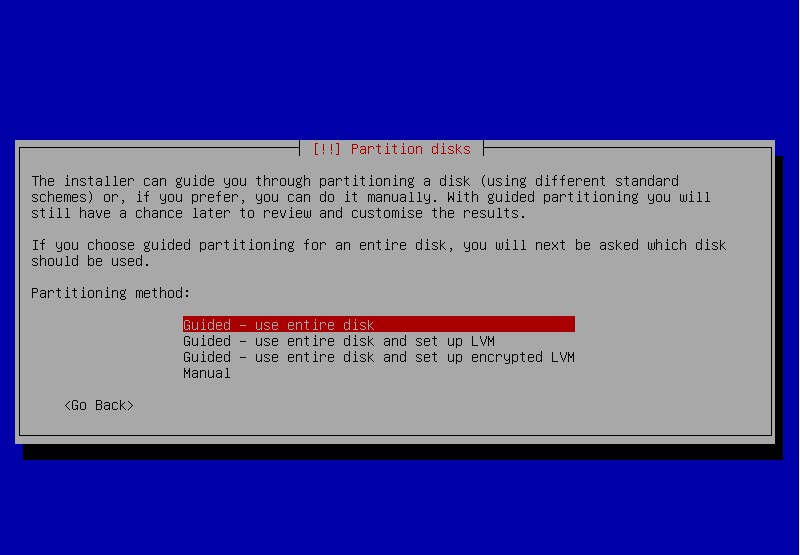 [!!] Partition disks
The installer can guide you through partitioning a disk (using different standard
schemes) or, if you prefer, you can do it manually. With guided partitioning you will
still have a chance later to review and customise the results.
If you choose guided partitioning for an entire disk, you will next be asked which disk
should be used.
Partitioning method:
Guided - use entire disk
Guided - use entire disk and set up LVM
Guided - use entire disk and set up encrypted LVM
Manual
<Go Back>